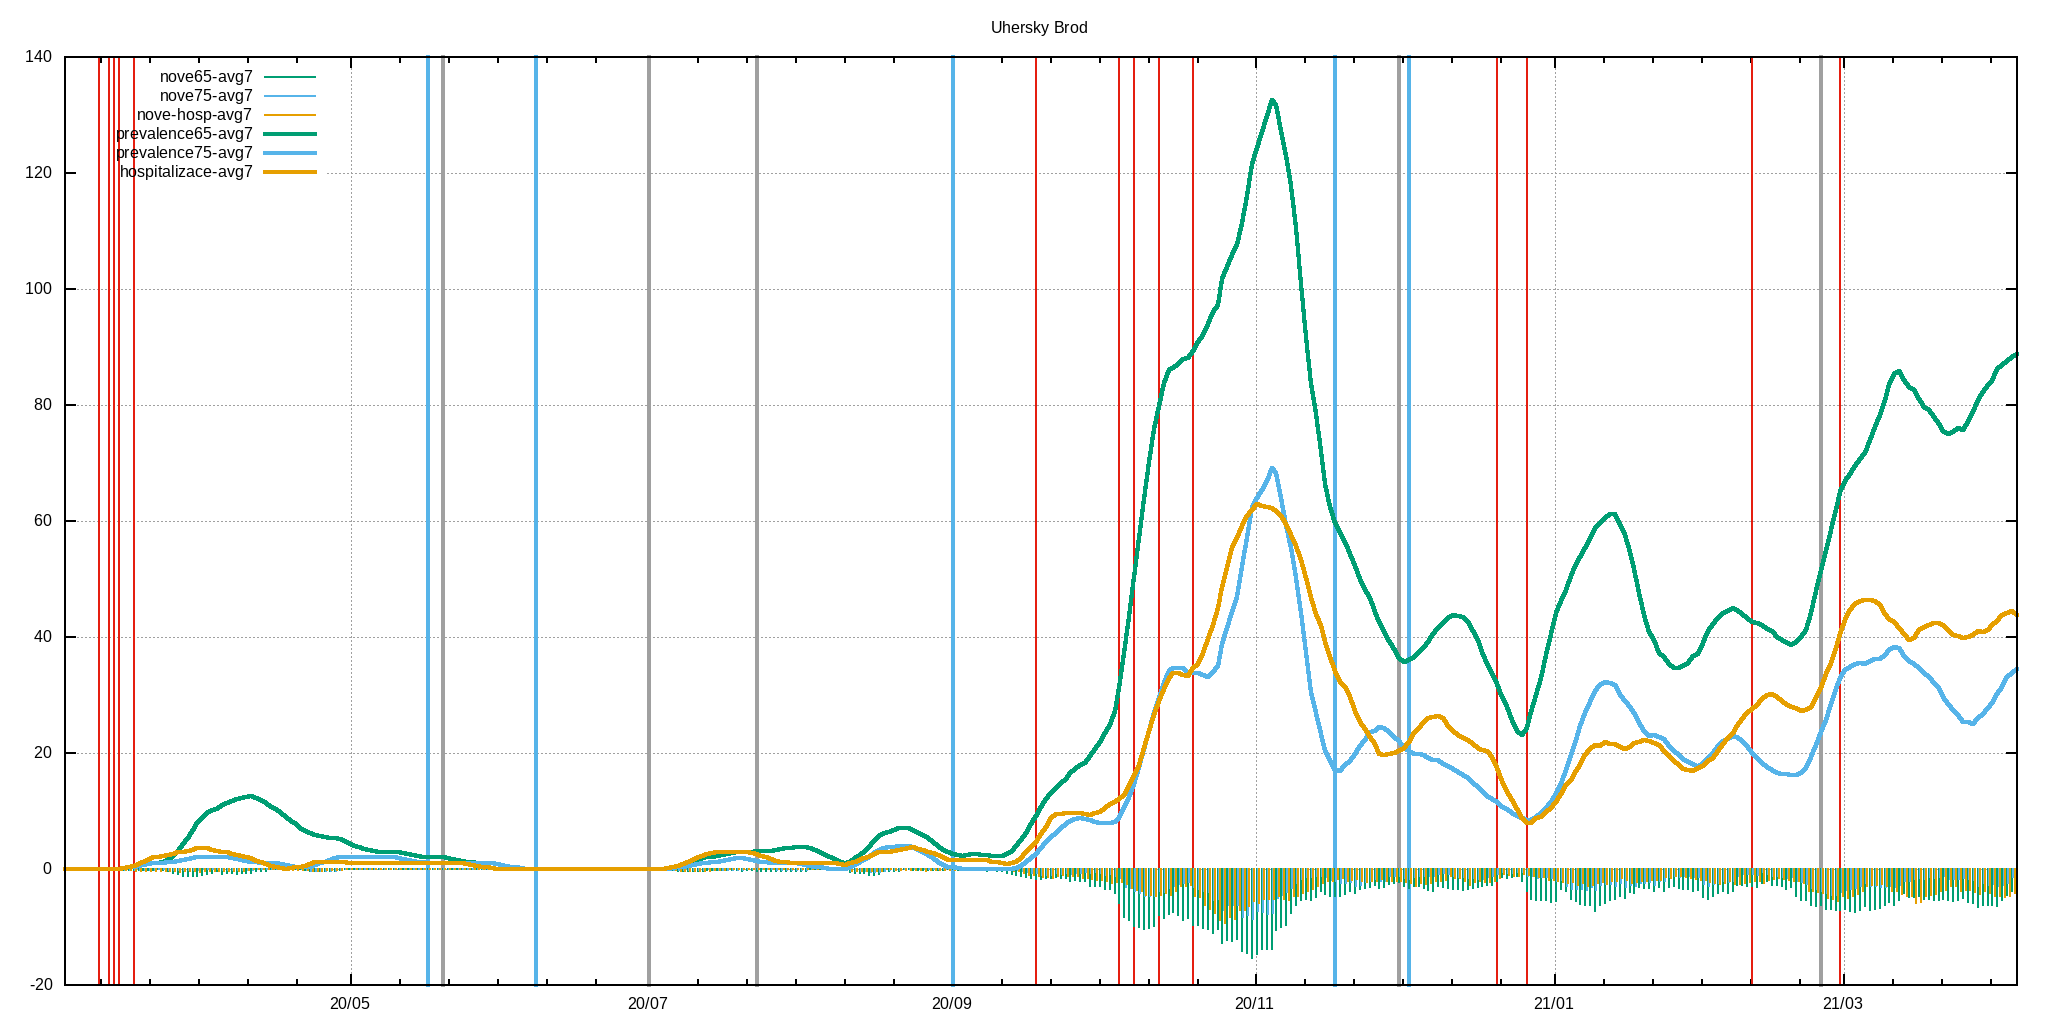 Uhersky Brod
140
120
100
80
60
40
20
0
-20
nove65-avg7
nove75-avg7
nove-hosp-avg7
prevalence65-avg7
prevalence75-avg7
hospitalizace-avg7
20/05 20/07 20/09 20/11 21/01 21/03